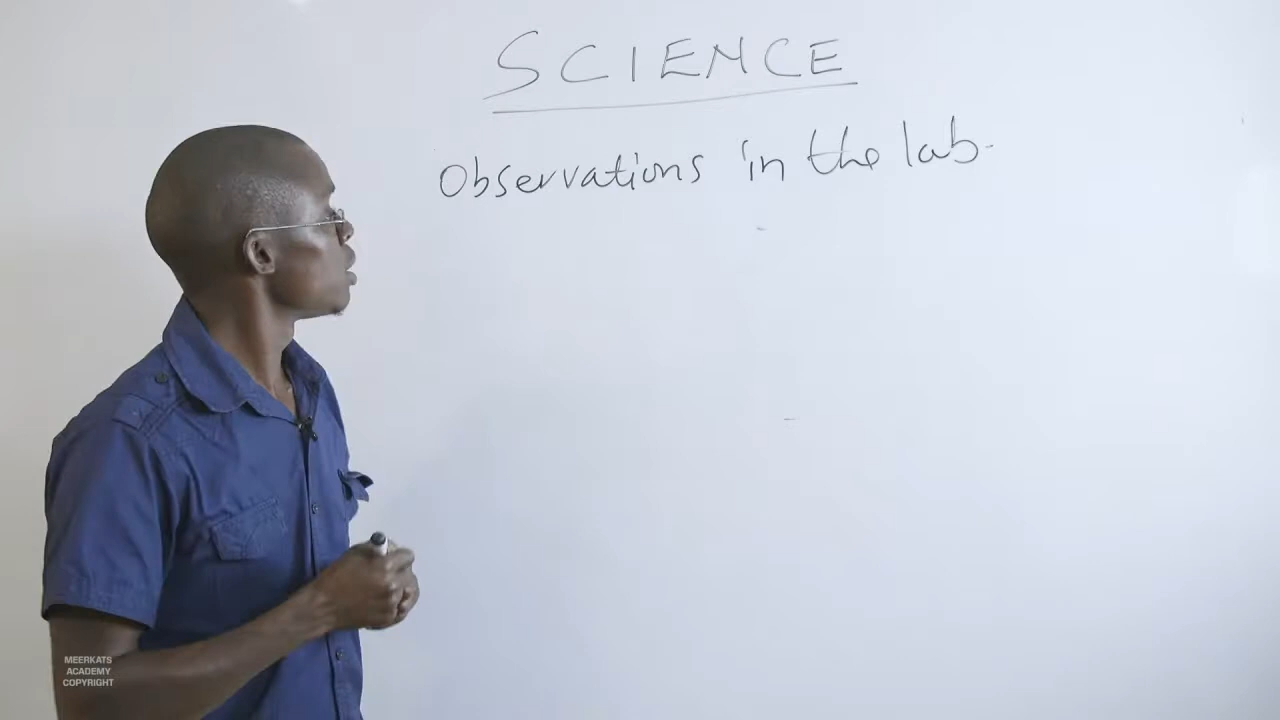 SCIENCE
Observations in the lab.
MEERKATS
ACADEMY
COPYRIGHT